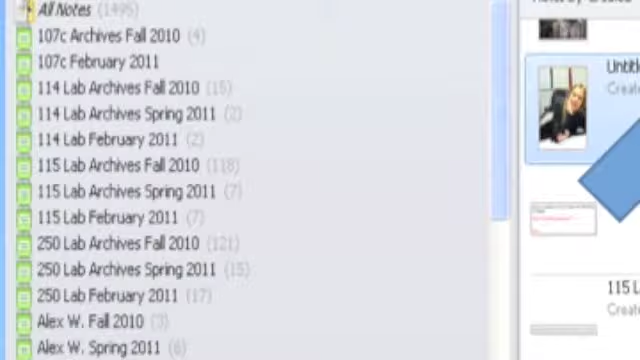 All Notes (1495)
107c Archives Fall 2010 (4)
107c February 2011
114 Lab Archives Fall 2010 (15)
114 Lab Archives Spring 2011 (2)
114 Lab February 2011 (2)
115 Lab Archives Fall 2010 (118)
115 Lab Archives Spring 2011 (7)
115 Lab February 2011 (7)
250 Lab Archives Fall 2010 (121)
250 Lab Archives Spring 2011 (15)
250 Lab February 2011 (17)
Alex W. Fall 2010 (3)
Alex W. Spring 2011 (6)
Untitl
Create
115 L
Create